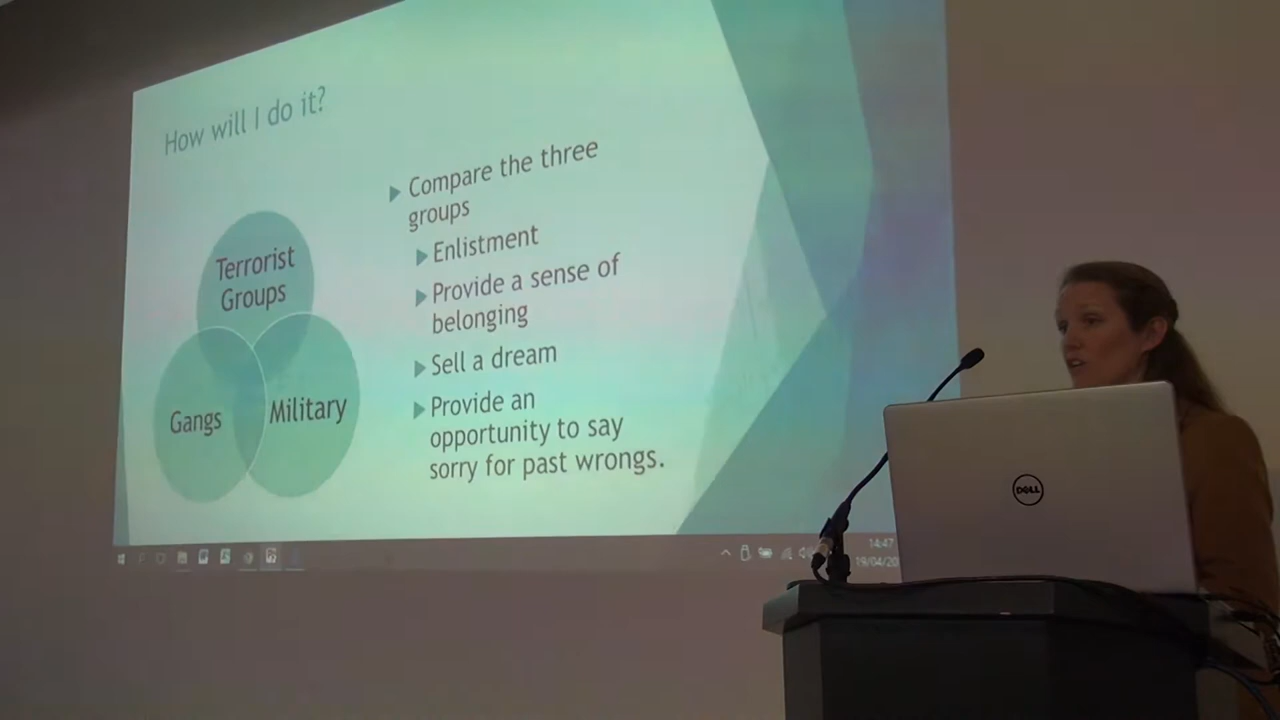 How will I do it?
Terrorist
Groups
Gangs
Military
Compare the three
groups
Enlistment
Provide a sense of
belonging
Sell a dream
Provide an
opportunity to say
sorry for past wrongs.
14:47
19/04/20
DELL